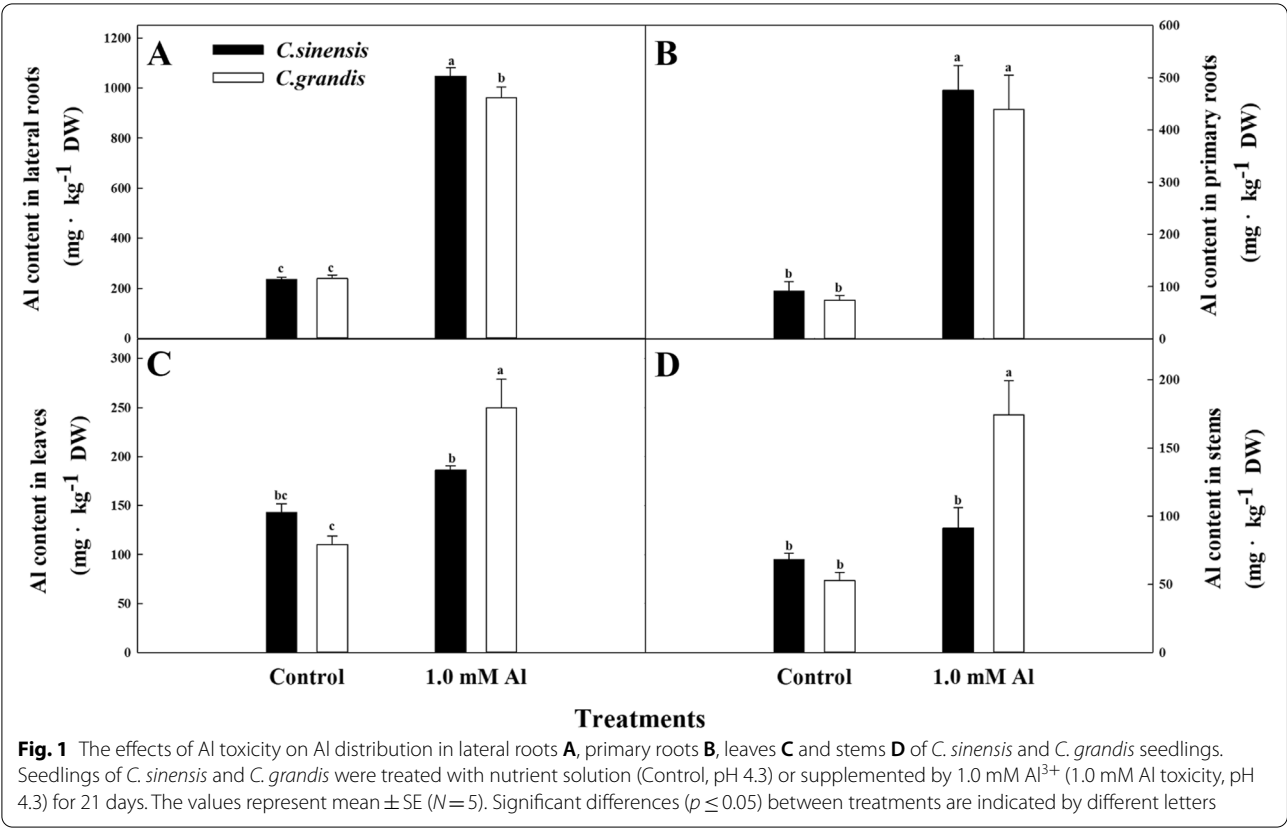 A
C.sinensis
C.grandis
Al content in lateral roots
(mg · kg-1 DW)
1200
1000
800
600
400
200
0
c
c
a
b
B
Al content in primary roots
(mg · kg-1 DW)
600
500
400
300
200
100
0
b
b
a
a
C
Al content in leaves
(mg · kg-1 DW)
300
250
200
150
100
50
0
bc
c
b
a
D
Al content in stems
(mg · kg-1 DW)
200
150
100
50
0
b
b
b
a
Control
1.0 mM Al
Control
1.0 mM Al
Treatments
Fig. 1 The effects of Al toxicity on Al distribution in lateral roots A, primary roots B, leaves C and stems D of C. sinensis and C. grandis seedlings.
Seedlings of C. sinensis and C. grandis were treated with nutrient solution (Control, pH 4.3) or supplemented by 1.0 mM Al3+ (1.0 mM Al toxicity, pH
4.3) for 21 days. The values represent mean ± SE (N = 5). Significant differences (p ≤ 0.05) between treatments are indicated by different letters